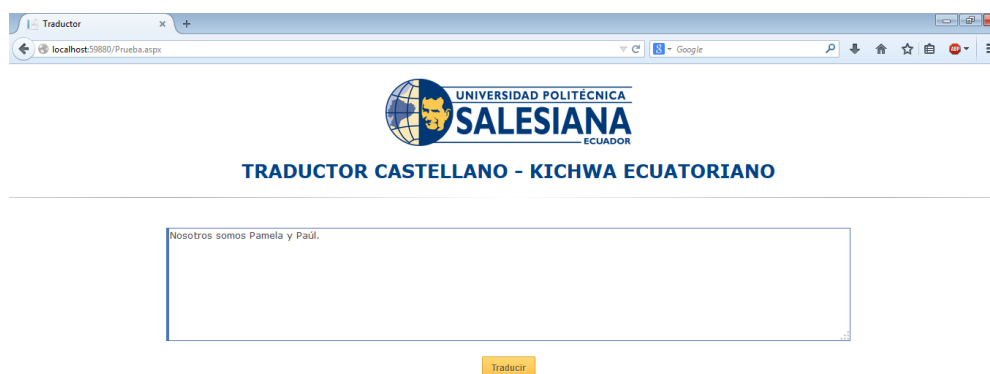 Traductor
localhost:59880/Prueba.aspx
Google
ABP
UNIVERSIDAD POLITÉCNICA
SALESIANA
ECUADOR
TRADUCTOR CASTELLANO - KICHWA ECUATORIANO
Nosotros somos Pamela y Paúl.
Traducir